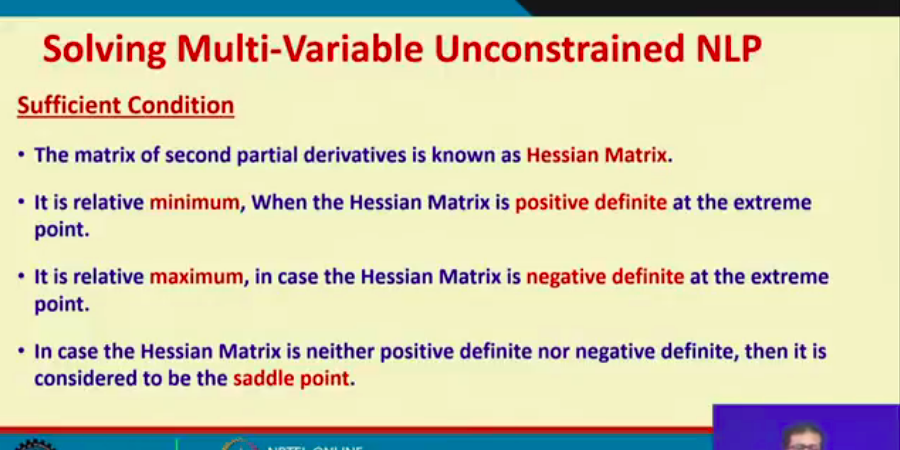 Solving Multi-Variable Unconstrained NLP
Sufficient Condition
• The matrix of second partial derivatives is known as Hessian Matrix.
• It is relative minimum, When the Hessian Matrix is positive definite at the extreme
point.
• It is relative maximum, in case the Hessian Matrix is negative definite at the extreme
point.
• In case the Hessian Matrix is neither positive definite nor negative definite, then it is
considered to be the saddle point.
NPTEL ONLINE